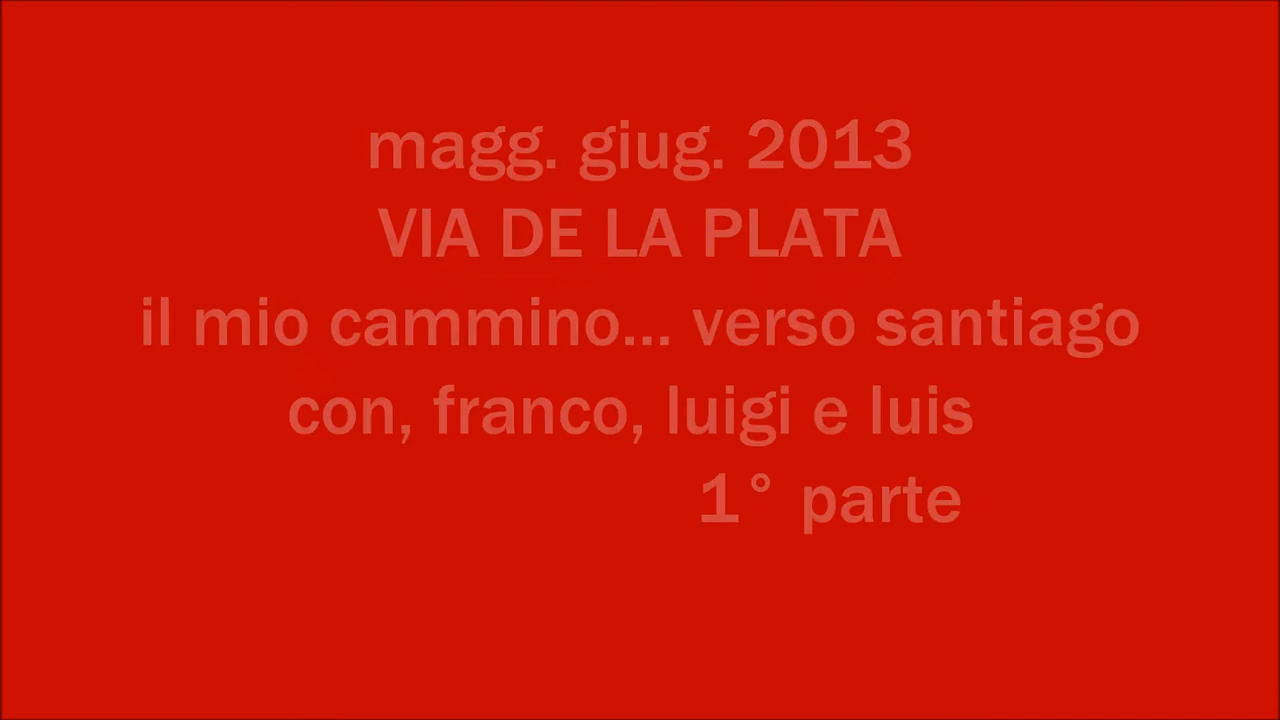 magg. giug. 2013
VIA DE LA PLATA
il mio cammino... verso santiago
con, franco, luigi e luis
1° parte